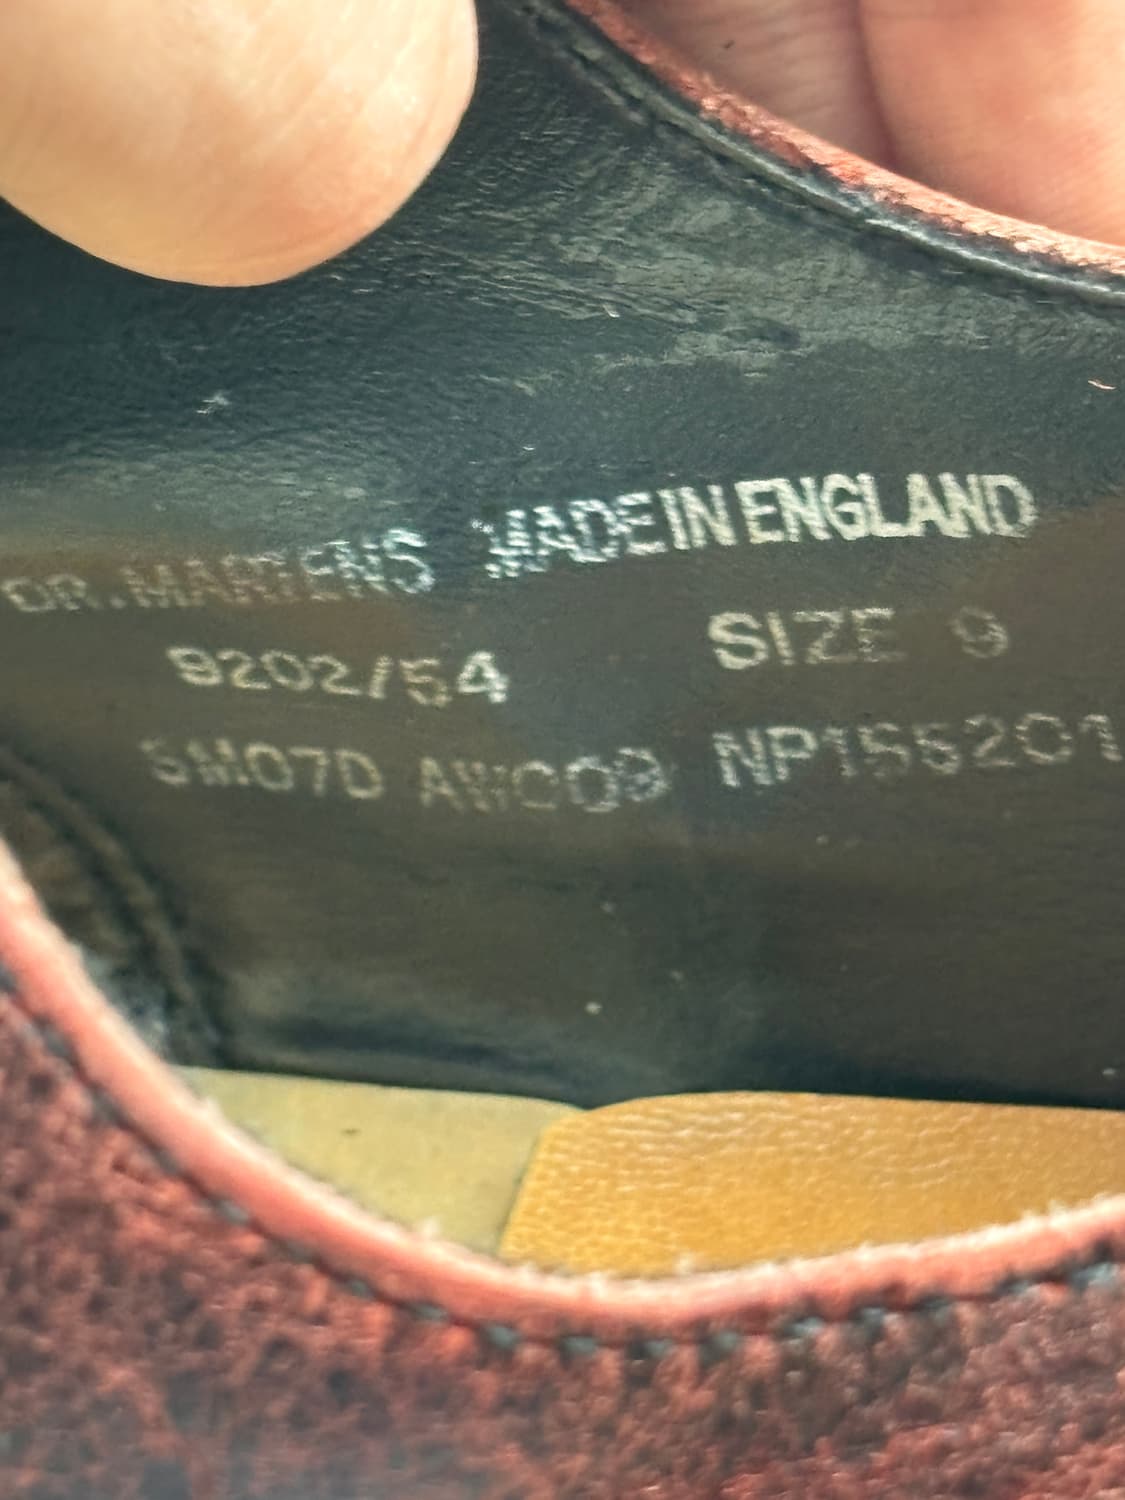 DR. MARTENS MADE IN ENGLAND
9202/54 SIZE 9
SM07D AW009 NP155201